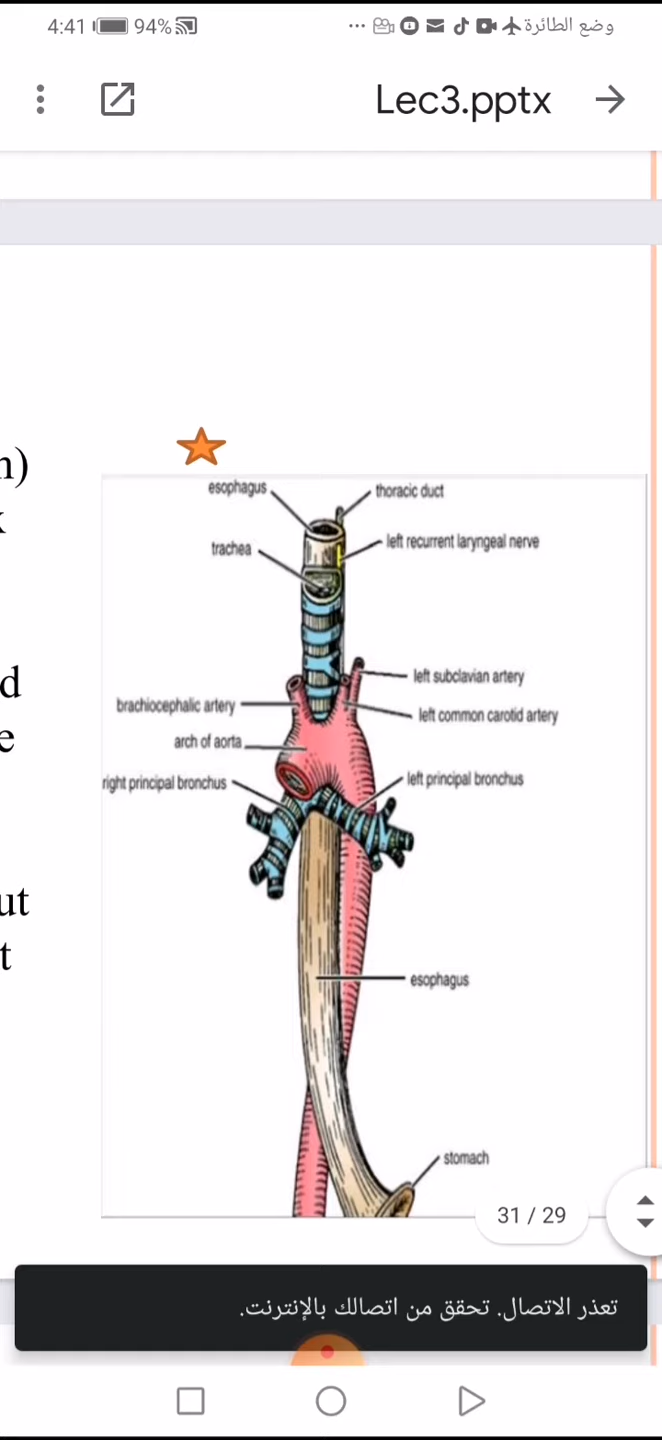 4:41
94%
وضع الطائرة
...
Lec3.pptx
n)
d
e
ut
t
esophagus
thoracic duct
trachea
left recurrent laryngeal nerve
left subclavian artery
brachiocephalic artery
left common carotid artery
arch of aorta
right principal bronchus
left principal bronchus
esophagus
stomach
31 / 29
تعذر الاتصال. تحقق من اتصالك بالإنترنت.